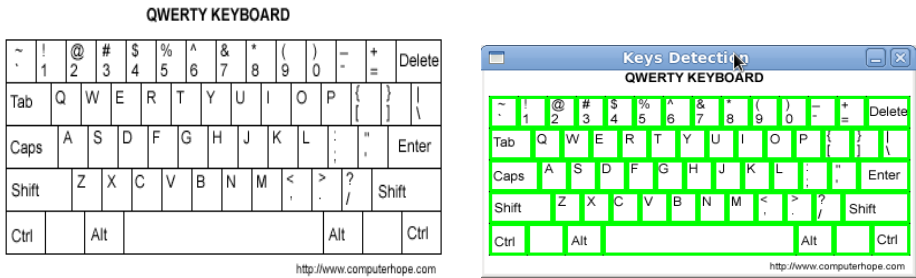 QWERTY KEYBOARD
~ ! @ # $ % ^ & * ( ) – +
` 1 2 3 4 5 6 7 8 9 0 - = Delete
Tab Q W E R T Y U I O P { } |
[ ] \
Caps A S D F G H J K L : " Enter
; '
Shift Z X C V B N M < > ? Shift
, . /
Ctrl Alt Alt Ctrl
http://www.computerhope.com
Keys Detection
QWERTY KEYBOARD
~ ! @ # $ % ^ & * ( ) – +
` 1 2 3 4 5 6 7 8 9 0 - = Delete
Tab Q W E R T Y U I O P { } |
[ ] \
Caps A S D F G H J K L : " Enter
; '
Shift Z X C V B N M < > ? Shift
, . /
Ctrl Alt Alt Ctrl
http://www.computerhope.com